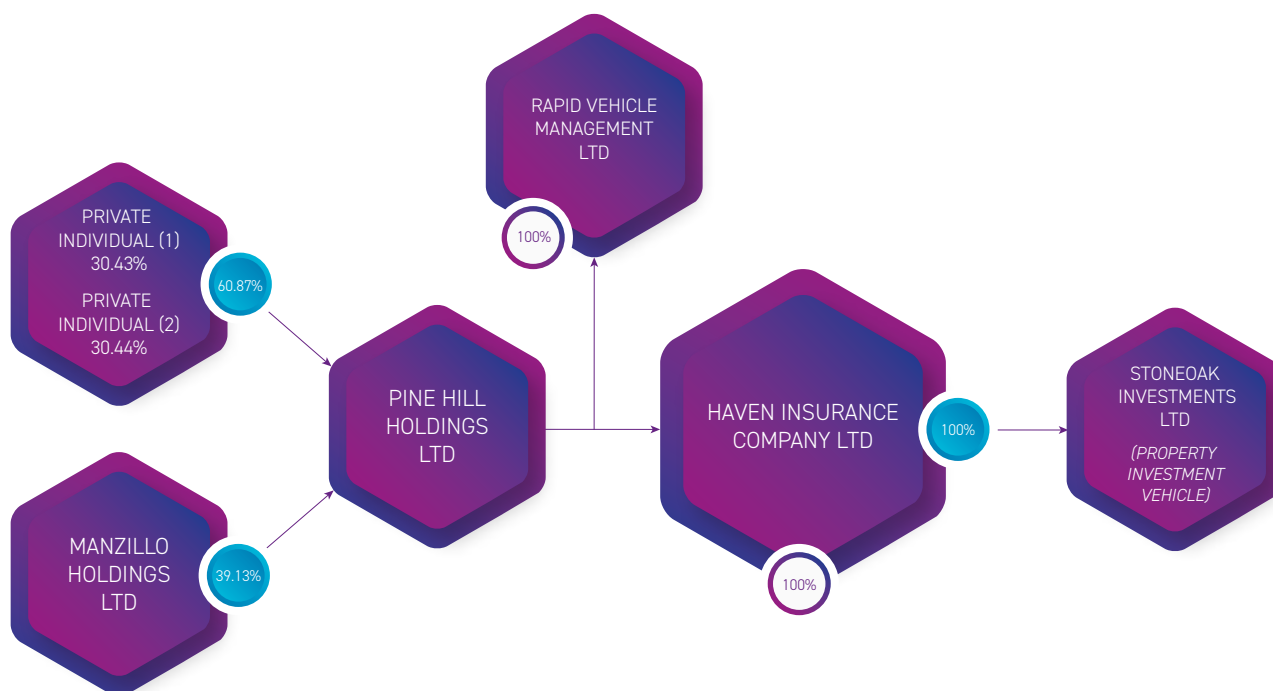 RAPID VEHICLE
MANAGEMENT
LTD
100%
PRIVATE
INDIVIDUAL (1)
30.43%
PRIVATE
INDIVIDUAL (2)
30.44%
60.87%
PINE HILL
HOLDINGS
LTD
HAVEN INSURANCE
COMPANY LTD
100%
100%
STONEOAK
INVESTMENTS
LTD
(PROPERTY
INVESTMENT
VEHICLE)
MANZILLO
HOLDINGS
LTD
39.13%